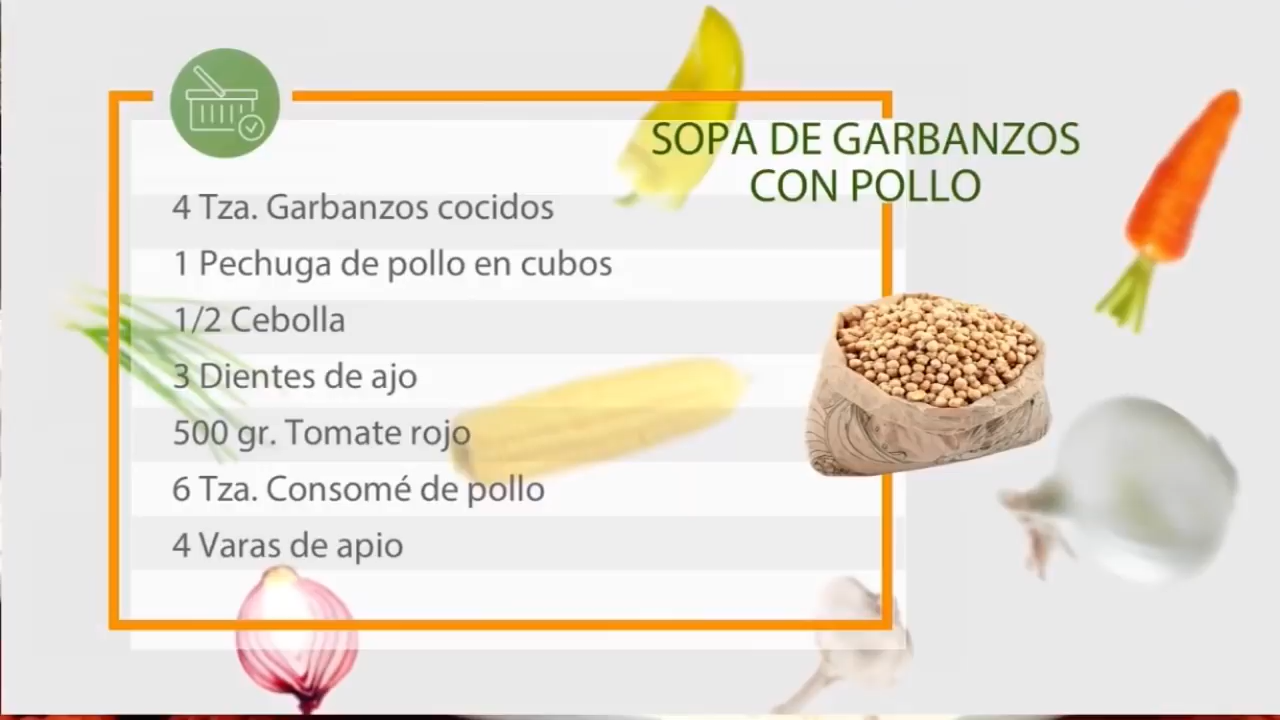 SOPA DE GARBANZOS
CON POLLO
4 Tza. Garbanzos cocidos
1 Pechuga de pollo en cubos
1/2 Cebolla
3 Dientes de ajo
500 gr. Tomate rojo
6 Tza. Consomé de pollo
4 Varas de apio